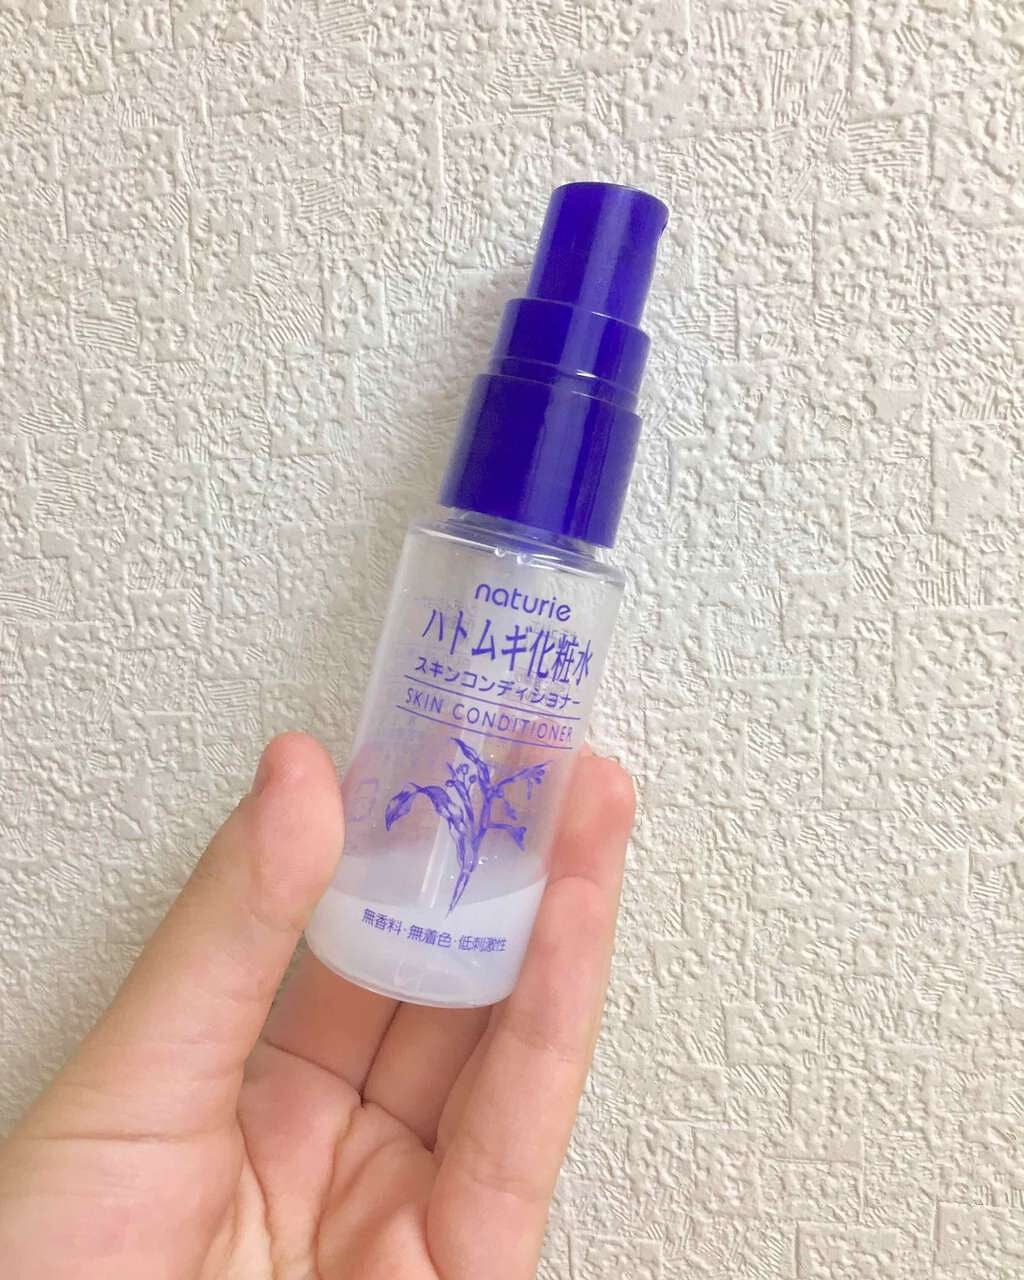 naturie
ハトムギ化粧水
スキンコンディショナー
SKIN CONDITIONER
無香料・無着色・低刺激性